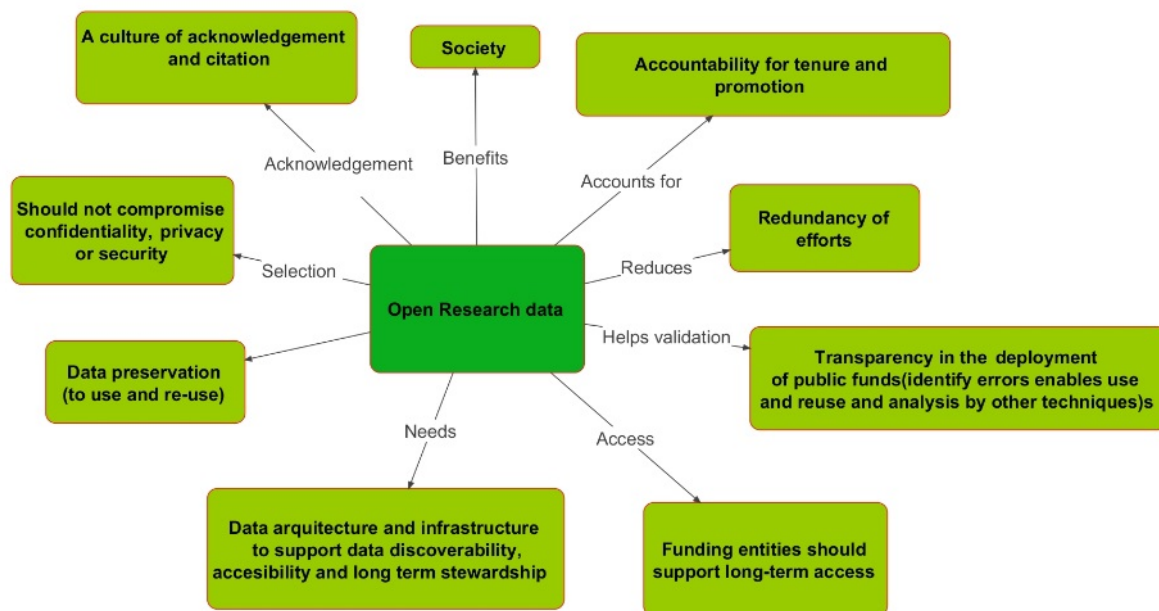 A culture of acknowledgement
and citation
Society
Accountability for tenure and
promotion
Acknowledgement
Benefits
Accounts for
Should not compromise
confidentiality, privacy
or security
Selection
Redundancy of
efforts
Reduces
Open Research data
Helps validation
Data preservation
(to use and re-use)
Transparency in the deployment
of public funds(identify errors enables use
and reuse and analysis by other techniques)s
Needs
Access
Data arquitecture and infrastructure
to support data discoverability,
accesibility and long term stewardship
Funding entities should
support long-term access